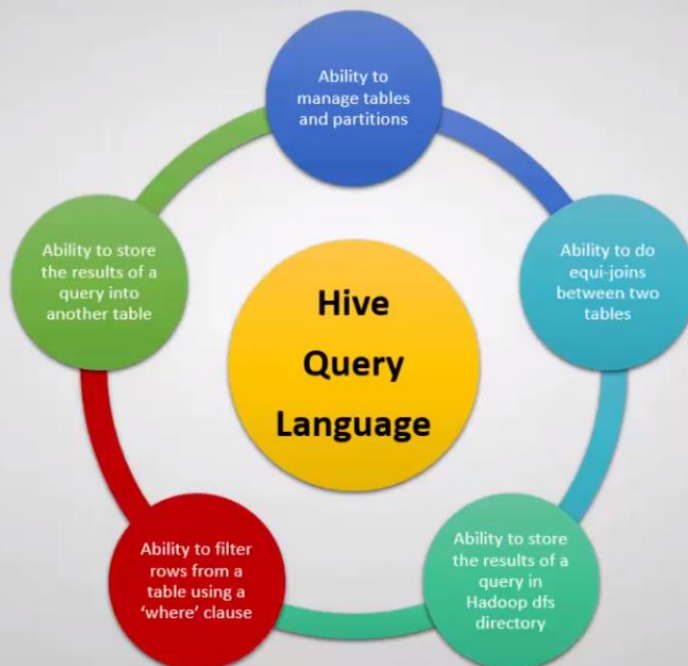 Ability to
manage tables
and partitions
Ability to store
the results of a
query into
another table
Ability to do
equi-joins
between two
tables
Hive
Query
Language
Ability to filter
rows from a
table using a
‘where’ clause
Ability to store
the results of a
query in
Hadoop dfs
directory